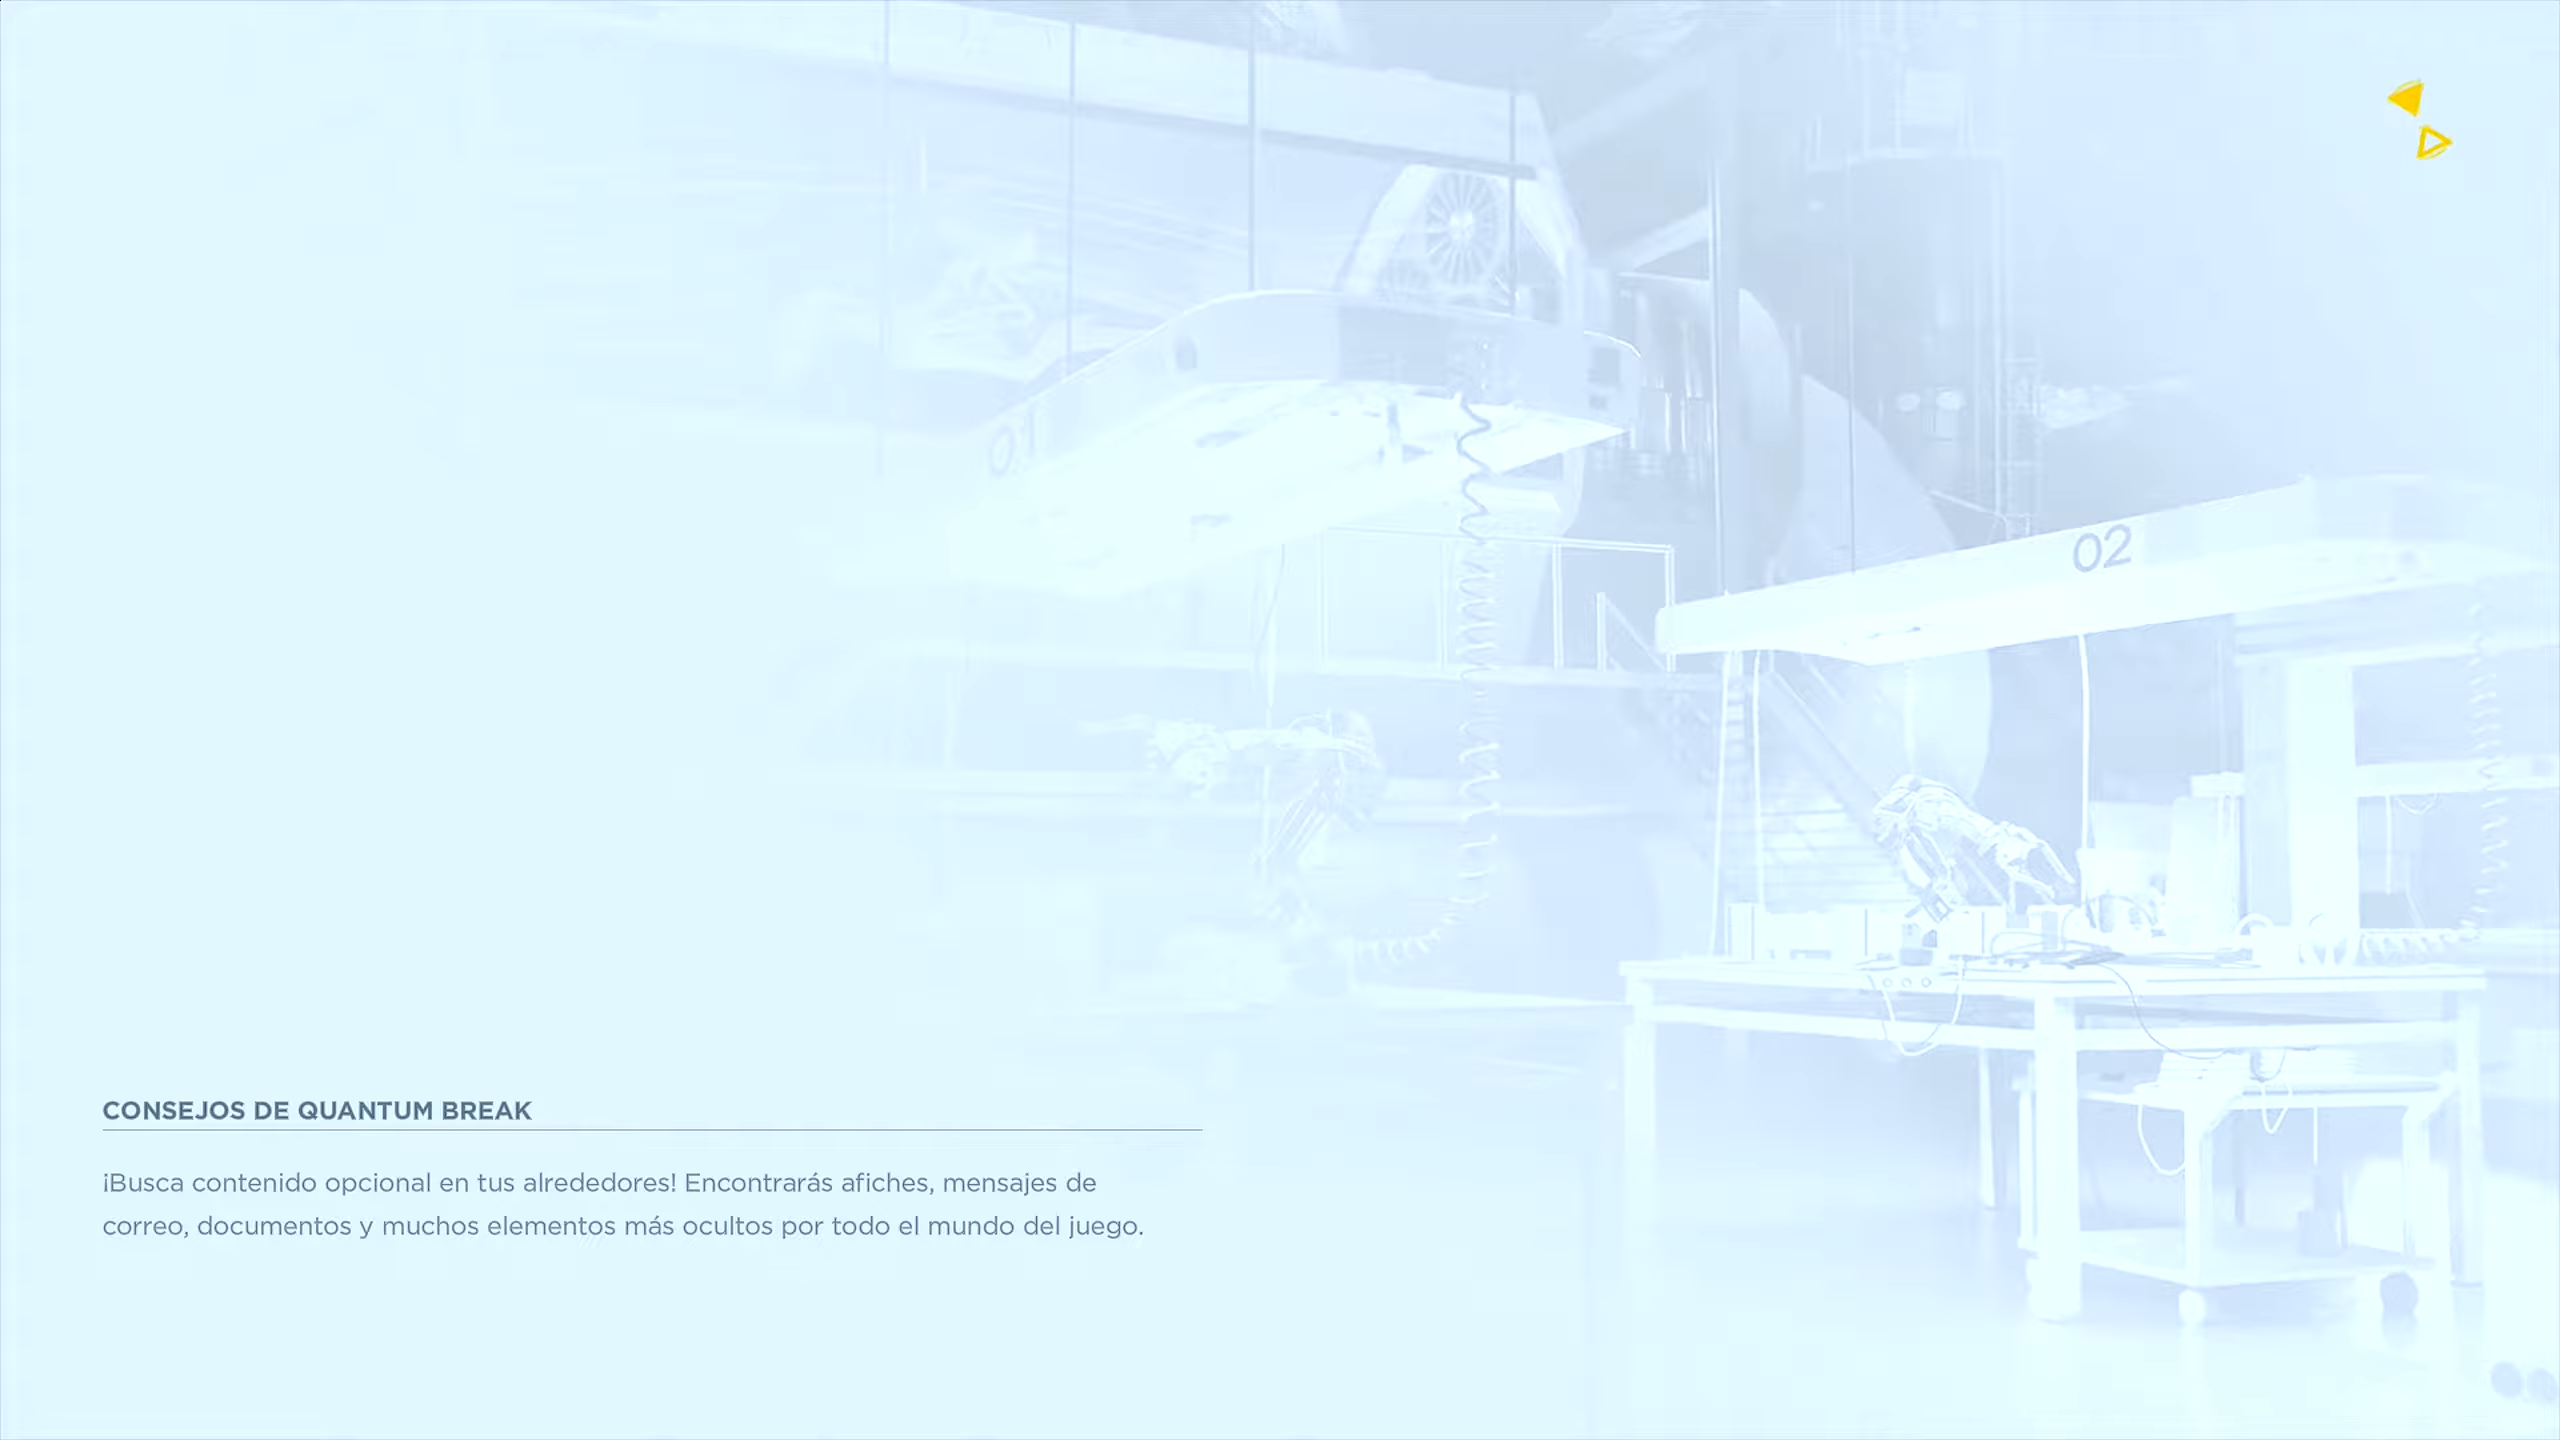 01
02
CONSEJOS DE QUANTUM BREAK
¡Busca contenido opcional en tus alrededores! Encontrarás afiches, mensajes de
correo, documentos y muchos elementos más ocultos por todo el mundo del juego.